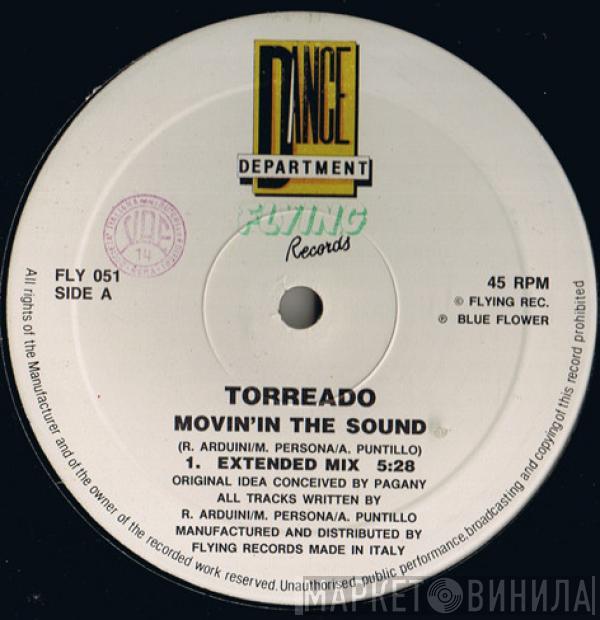 DANCE
DEPARTMENT
FLYING
Records
14
FLY 051
SIDE A
45 RPM
© FLYING REC.
℗ BLUE FLOWER
TORREADO
MOVIN'IN THE SOUND
(R. ARDUINI/M. PERSONA/A. PUNTILLO)
1. EXTENDED MIX 5:28
ORIGINAL IDEA CONCEIVED BY PAGANY
ALL TRACKS WRITTEN BY
R. ARDUINI/M. PERSONA/A. PUNTILLO
MANUFACTURED AND DISTRIBUTED BY
FLYING RECORDS MADE IN ITALY
All rights of the Manufacturer and of the owner of the recorded work reserved.Unauthorised public performance,broadcasting and copying of this record prohibited
МАРКЕТ ВИНИЛА